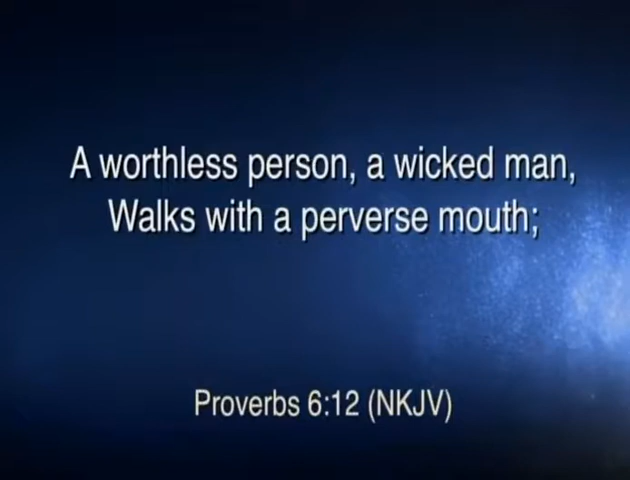 A worthless person, a wicked man,
Walks with a perverse mouth;
Proverbs 6:12 (NKJV)